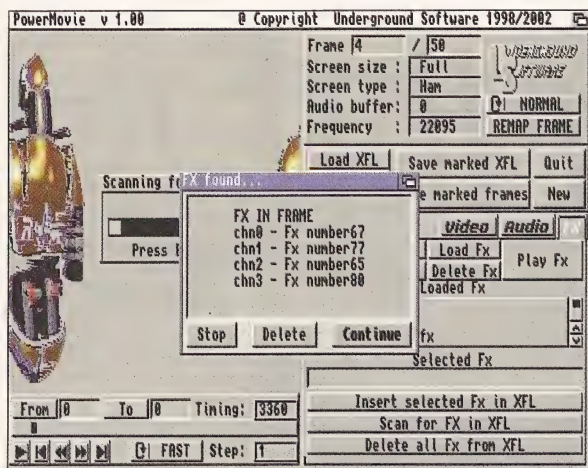 PowerMovie v 1.00 @ Copyright Underground Software 1998/2002
Frame 4 / 50
Screen size : Full
Screen type : Ham
Audio buffer: 0
Frequency : 22095
UNDERGROUND
SOFTWARE
NORMAL
REMAP FRAME
Load XFL
Save marked XFL
Quit
marked frames
New
Scanning
Press
FX found...
FX IN FRAME
chn0 - Fx number67
chn1 - Fx number77
chn2 - Fx number65
chn3 - Fx number80
Stop
Delete
Continue
Video
Audio
Load Fx
Delete Fx
Play Fx
Loaded Fx
fx
Selected Fx
From 0 To 0 Timing: 3360
FAST Step: 1
Insert selected Fx in XFL
Scan for FX in XFL
Delete all Fx from XFL